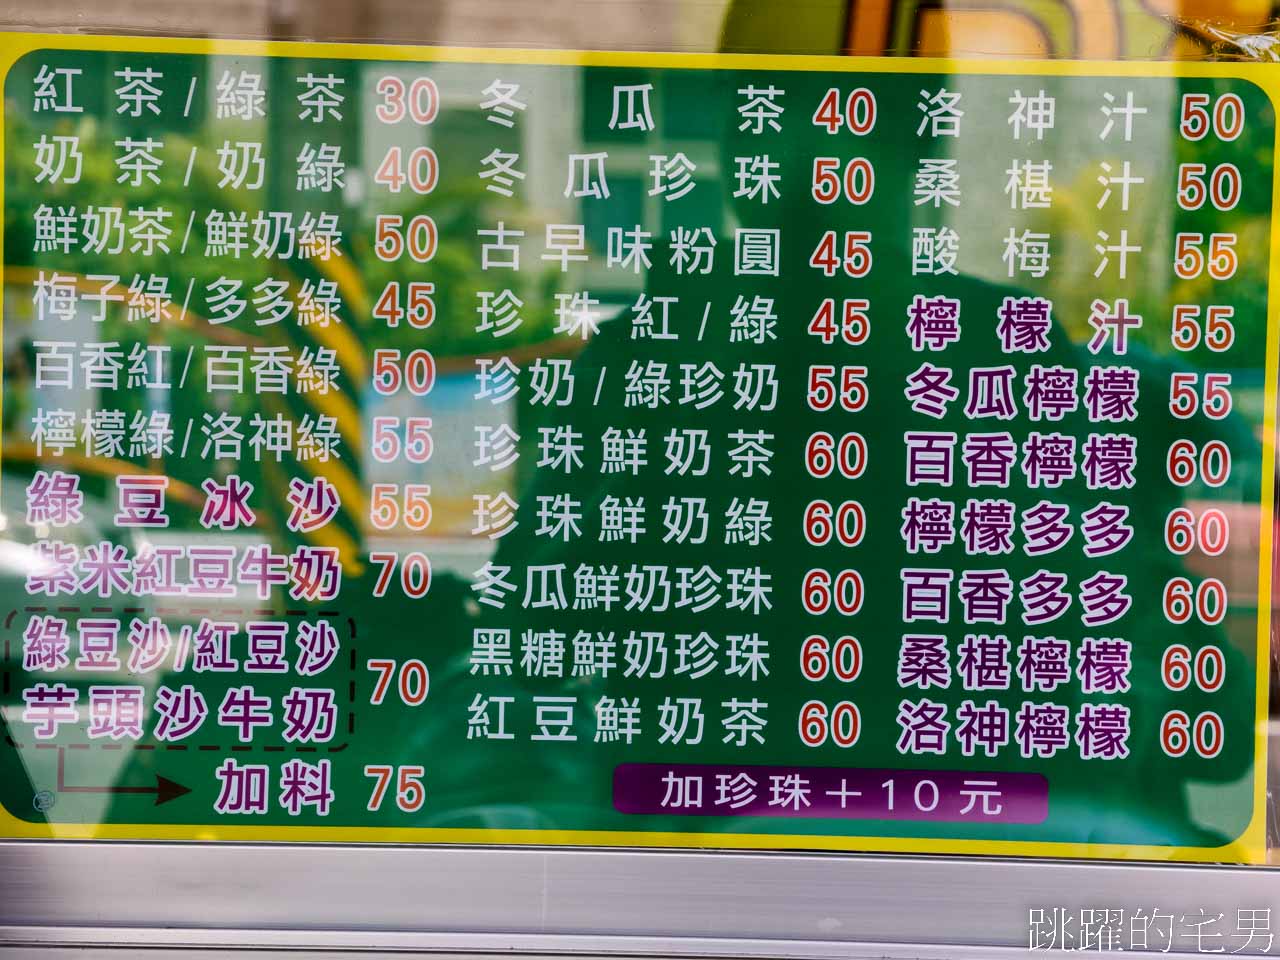 紅茶/綠茶 30
奶茶/奶綠 40
鮮奶茶/鮮奶綠 50
梅子綠/多多綠 45
百香紅/百香綠 50
檸檬綠/洛神綠 55
綠豆冰沙 55
紫米紅豆牛奶 70
綠豆沙/紅豆沙
芋頭沙牛奶 70
加料 75
冬瓜茶 40
冬瓜珍珠 50
古早味粉圓 45
珍珠紅/綠 45
珍奶/綠珍奶 55
珍珠鮮奶茶 60
珍珠鮮奶綠 60
冬瓜鮮奶珍珠 60
黑糖鮮奶珍珠 60
紅豆鮮奶茶 60
洛神汁 50
桑椹汁 50
酸梅汁 55
檸檬汁 55
冬瓜檸檬 55
百香檸檬 60
檸檬多多 60
百香多多 60
桑椹檸檬 60
洛神檸檬 60
加珍珠+10元
跳躍的宅男